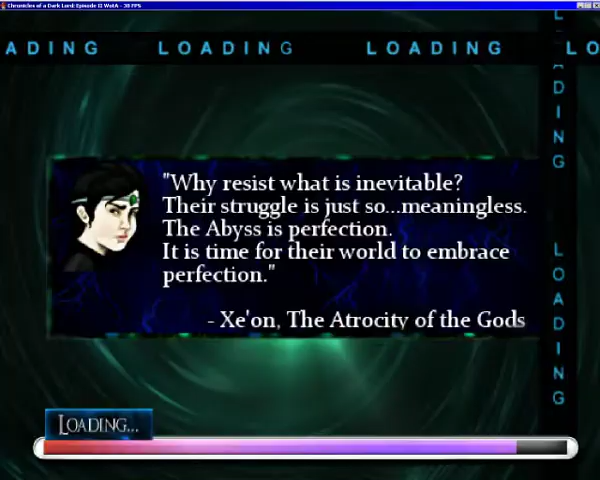 Chronicles of a Dark Lord: Episode II WotA - 38 FPS
ADING LOADING LOADING LO
L
ADING
"Why resist what is inevitable?
Their struggle is just so...meaningless.
The Abyss is perfection.
It is time for their world to embrace
perfection."
- Xe'on, The Atrocity of the Gods
LOADING
LOADING...